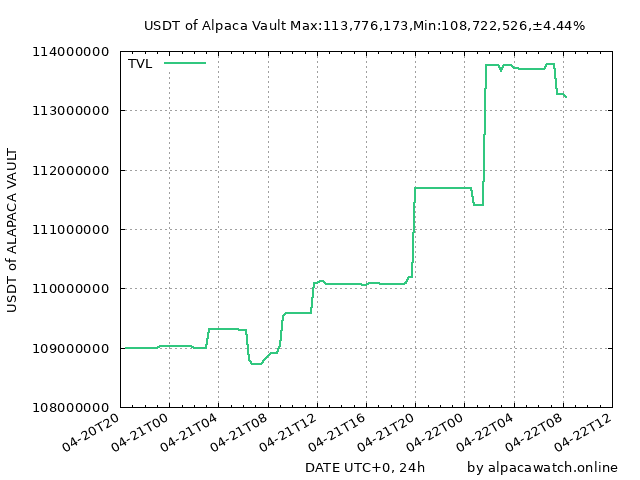 USDT of Alpaca Vault Max:113,776,173,Min:108,722,526,±4.44%
TVL
114000000
113000000
112000000
111000000
110000000
109000000
108000000
USDT of ALAPACA VAULT
04-20T20
04-21T00
04-21T04
04-21T08
04-21T12
04-21T16
04-21T20
04-22T00
04-22T04
04-22T08
04-22T12
DATE UTC+0, 24h
by alpacawatch.online